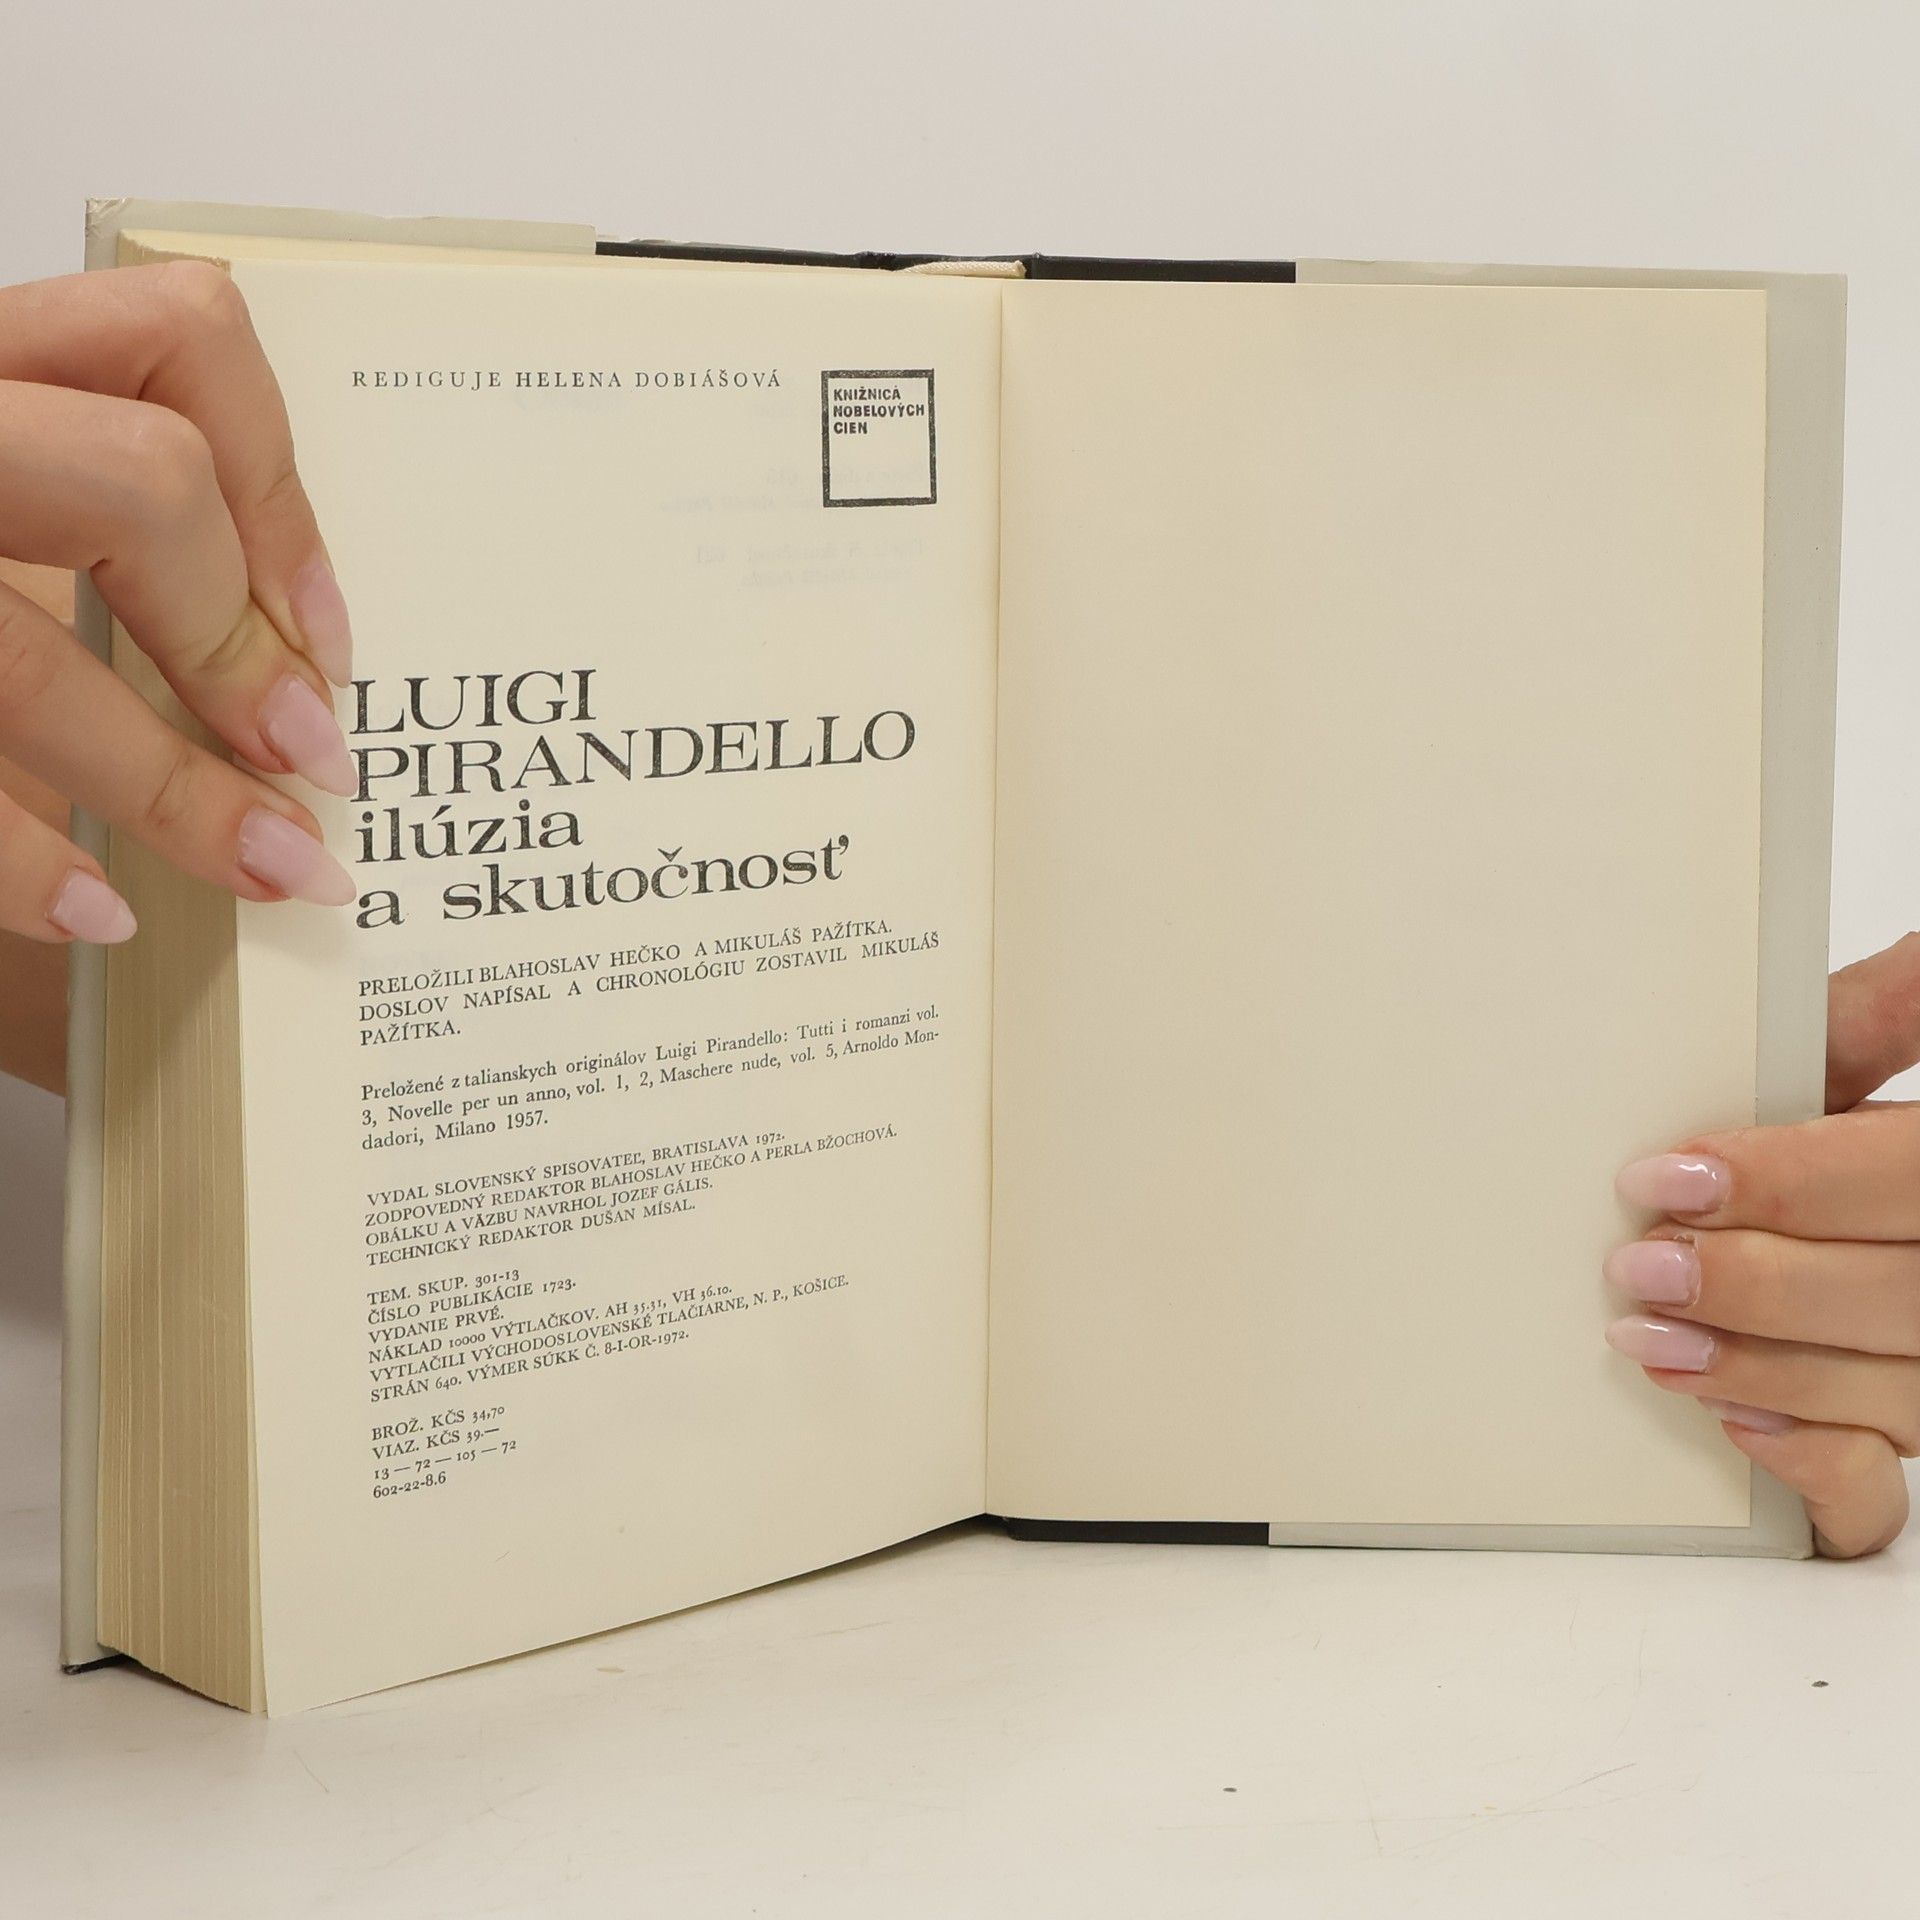 REDIGUJE HELENA DOBIÁŠOVÁ
KNIŽNICA
NOBELOVÝCH
CIEN
LUIGI
PIRANDELLO
ilúzia
a skutočnosť
PRELOŽILI BLAHOSLAV HEČKO A MIKULÁŠ PAŽÍTKA.
DOSLOV NAPÍSAL A CHRONOLÓGIU ZOSTAVIL MIKULÁŠ
PAŽÍTKA.
Preložené z talianskych originálov Luigi Pirandello: Tutti i romanzi vol.
3, Novelle per un anno, vol. 1, 2, Maschere nude, vol. 5, Arnoldo Mon-
dadori, Milano 1957.
VYDAL SLOVENSKÝ SPISOVATEĽ, BRATISLAVA 1972.
ZODPOVEDNÝ REDAKTOR BLAHOSLAV HEČKO A PERLA BŽOCHOVÁ.
OBÁLKU A VÄZBU NAVRHOL JOZEF GÁLIS.
TECHNICKÝ REDAKTOR DUŠAN MÍSAL.
TEM. SKUP. 301-13
ČÍSLO PUBLIKÁCIE 1723.
VYDANIE PRVÉ.
NÁKLAD 10000 VÝTLAČKOV. AH 35.31, VH 36.10.
VYTLAČILI VÝCHODOSLOVENSKÉ TLAČIARNE, N. P., KOŠICE.
STRÁN 640. VÝMER SÚKK Č. 8-I-OR-1972.
BROŽ. KČS 34,70
VIAZ. KČS 39.—
13 — 72 — 105 — 72
602-22-8.6